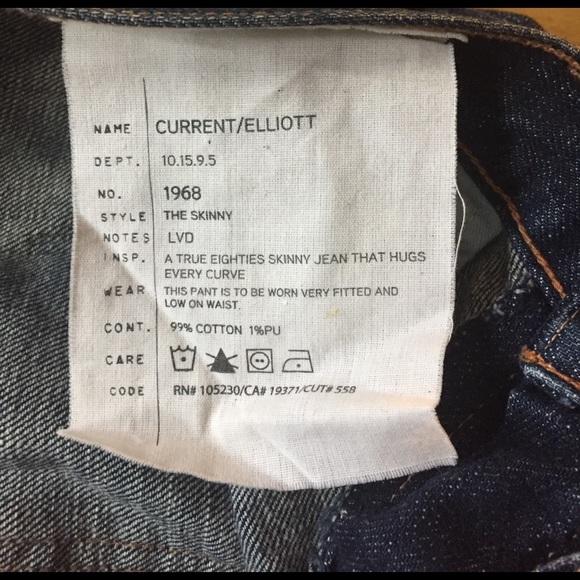 NAME CURRENT/ELLIOTT
DEPT. 10.15.9.5
NO. 1968
STYLE THE SKINNY
NOTES LVD
INSP. A TRUE EIGHTIES SKINNY JEAN THAT HUGS
EVERY CURVE
WEAR THIS PANT IS TO BE WORN VERY FITTED AND
LOW ON WAIST.
CONT. 99% COTTON 1%PU
CARE
CODE RN# 105230/CA# 19371/CUT# 558